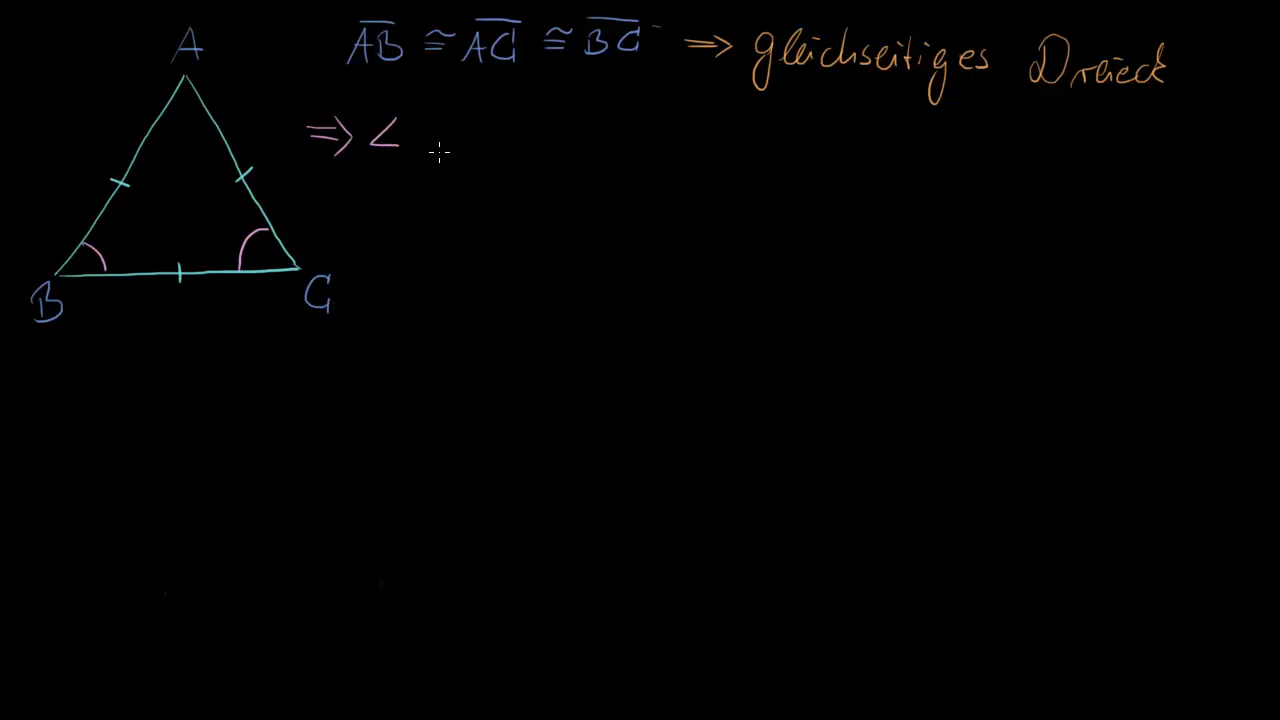 A
AB ≅ AC ≅ BC ⇒ gleichseitiges Dreieck
⇒ ∠
B
C